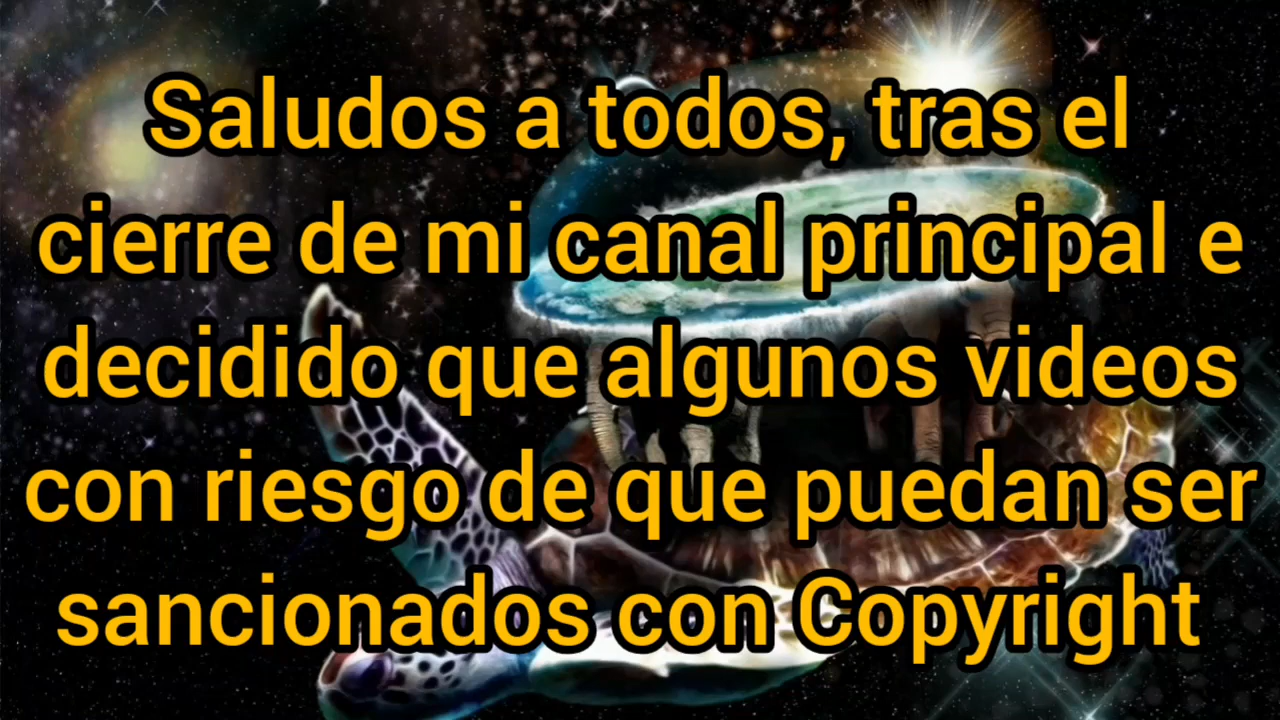 Saludos a todos, tras el
cierre de mi canal principal e
decidido que algunos videos
con riesgo de que puedan ser
sancionados con Copyright